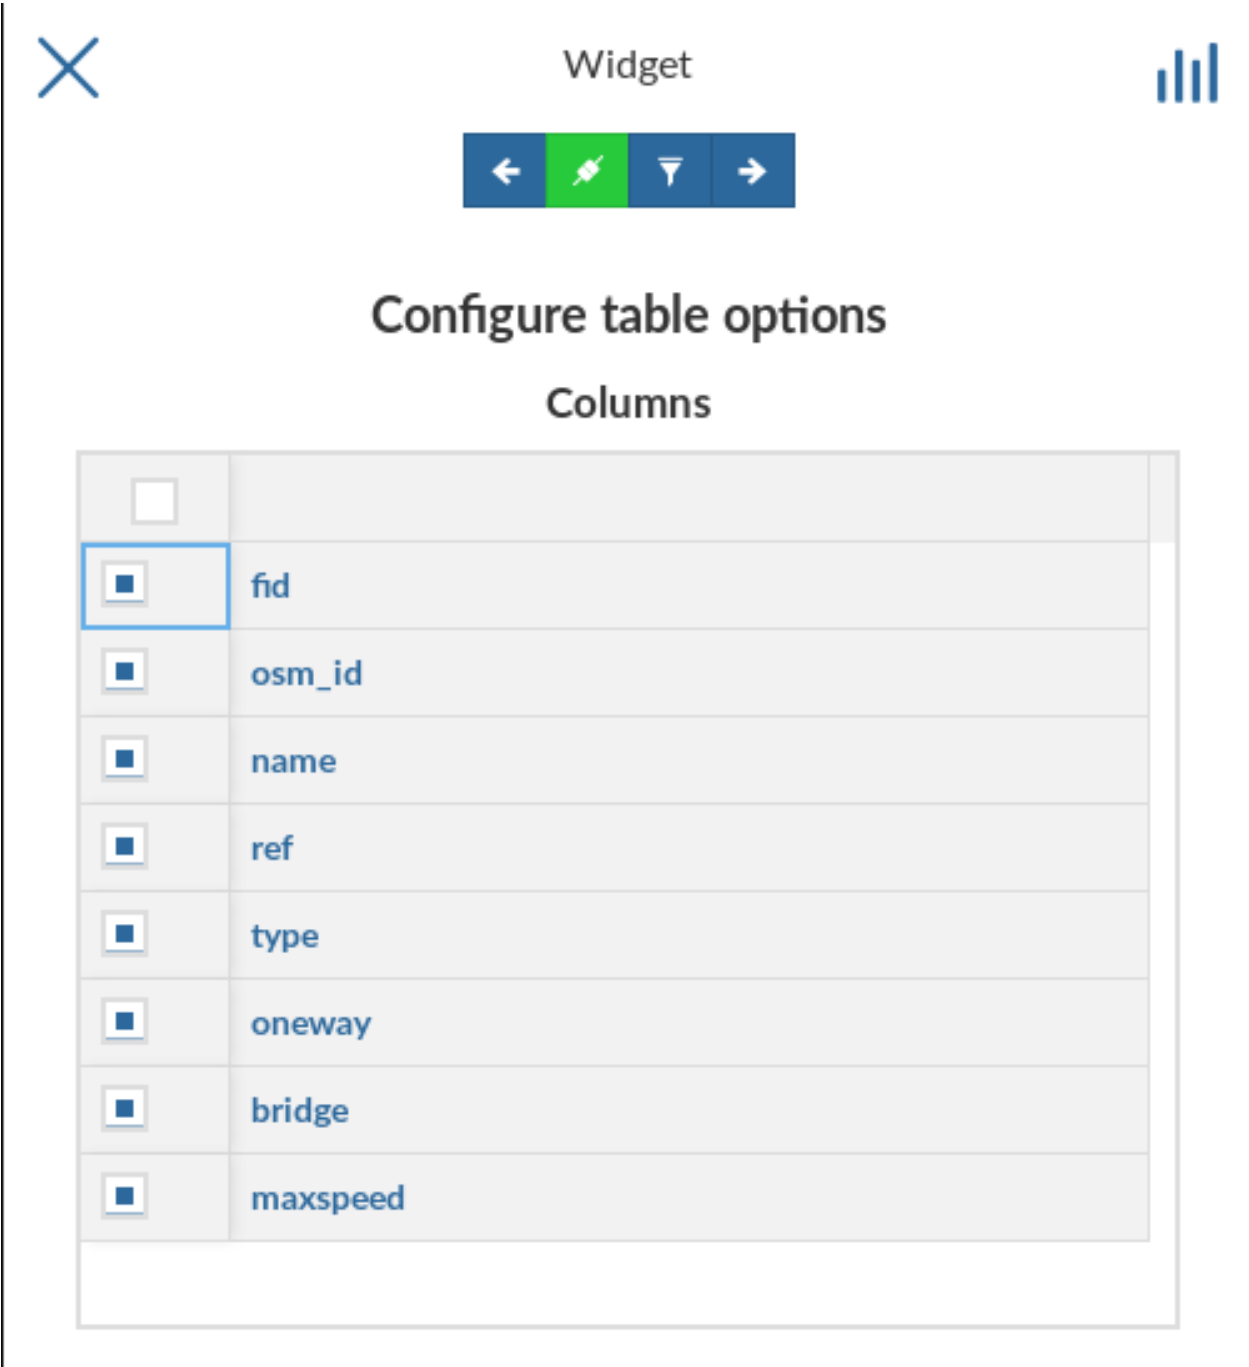 Widget
Configure table options
Columns
fid
osm_id
name
ref
type
oneway
bridge
maxspeed